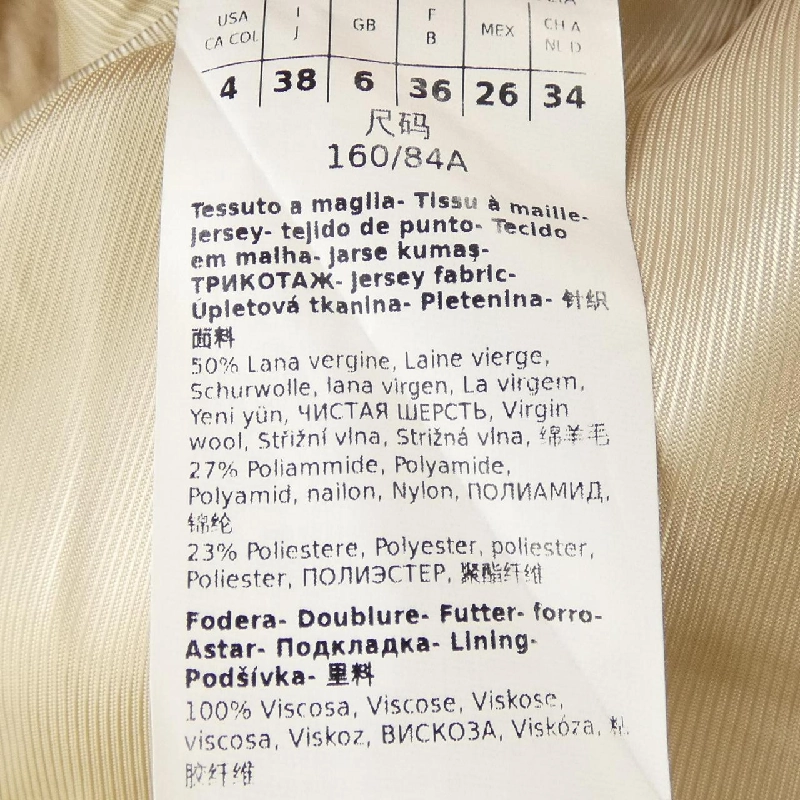 USA I GB F MEX CH A
CA COL J B NL D
4 38 6 36 26 34
尺码
160/84A
Tessuto a maglia- Tissu à maille-
Jersey- tejido de punto- Tecido
em malha- Jarse kumaş-
ТРИКОТАЖ- Jersey fabric-
Úpletová tkanina- Pletenina- 针织
面料
50% Lana vergine, Laine vierge,
Schurwolle, lana virgen, La virgem,
Yeni yün, ЧИСТАЯ ШЕРСТЬ, Virgin
wool, Střižní vlna, Strižná vlna, 绵羊毛
27% Poliammide, Polyamide,
Polyamid, nailon, Nylon, ПОЛИАМИД,
锦纶
23% Poliestere, Polyester, poliester,
Poliester, ПОЛИЭСТЕР, 聚酯纤维
Fodera- Doublure- Futter- forro-
Astar- Подкладка- Lining-
Podšívka- 里料
100% Viscosa, Viscose, Viskose,
viscosa, Viskoz, ВИСКОЗА, Viskóza, 粘
胶纤维